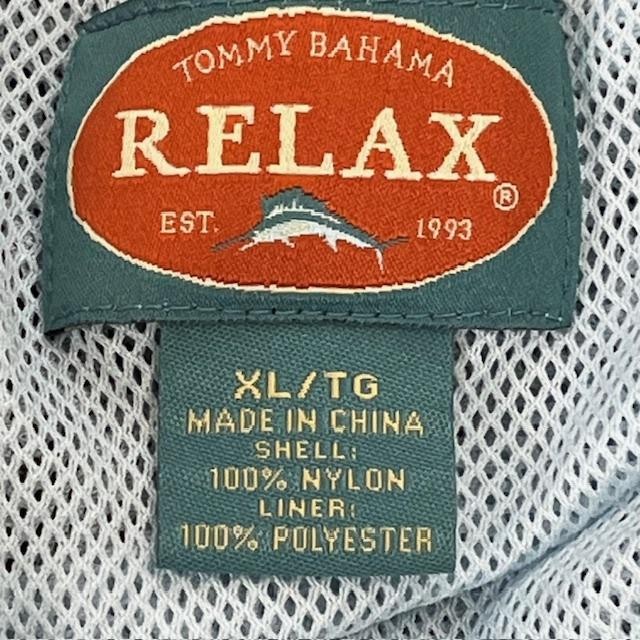 TOMMY BAHAMA
RELAX®
EST. 1993
XL/TG
MADE IN CHINA
SHELL:
100% NYLON
LINER:
100% POLYESTER